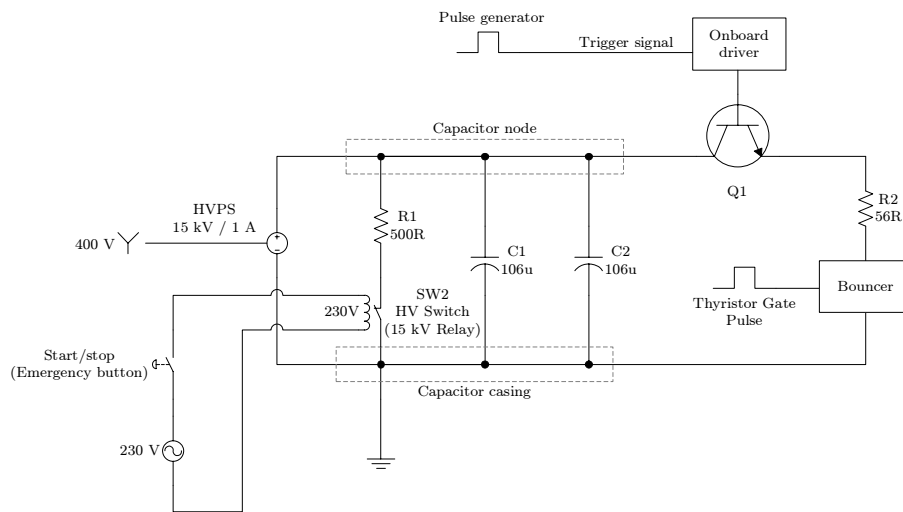 Pulse generator
Trigger signal
Onboard
driver
Capacitor node
Q1
HVPS
15 kV / 1 A
400 V
R1
500R
C1
106u
C2
106u
R2
56R
SW2
HV Switch
(15 kV Relay)
230V
Bouncer
Thyristor Gate
Pulse
Start/stop
(Emergency button)
Capacitor casing
230 V